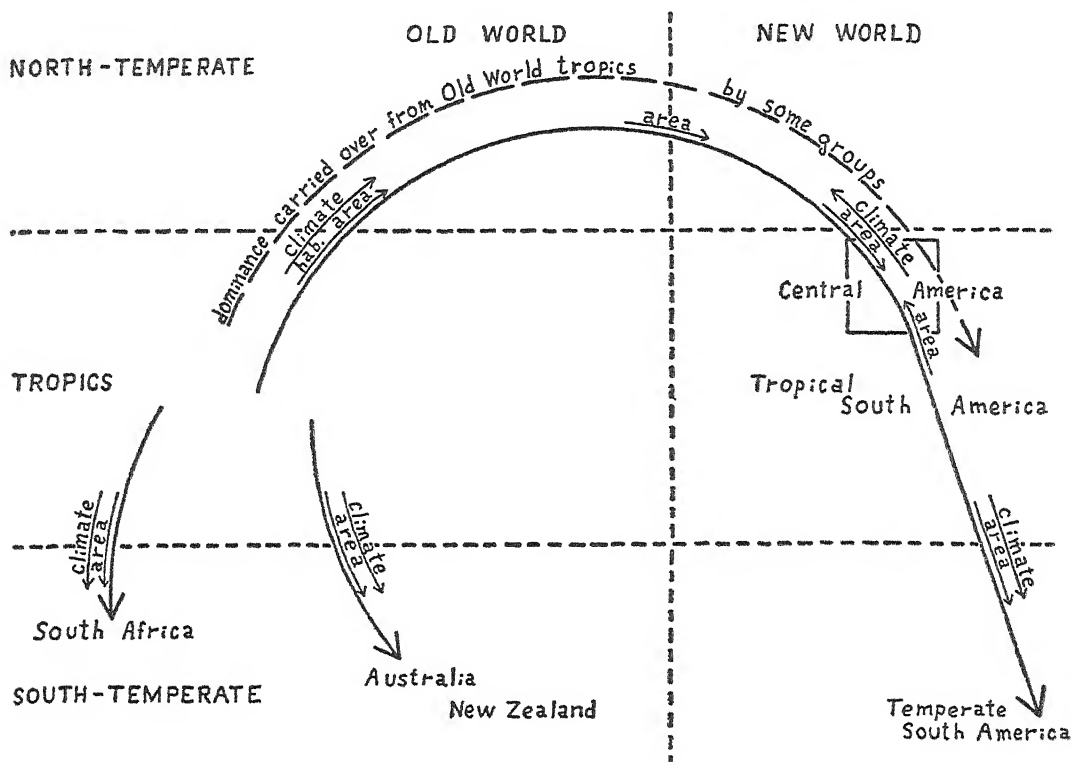 OLD WORLD
NEW WORLD
NORTH-TEMPERATE
dominance carried over from Old World tropics
by some groups
area
climate
hab. area
climate
area
Central America
area
TROPICS
Tropical
South America
climate
area
climate
area
climate
area
South Africa
Australia
New Zealand
SOUTH-TEMPERATE
Temperate
South America